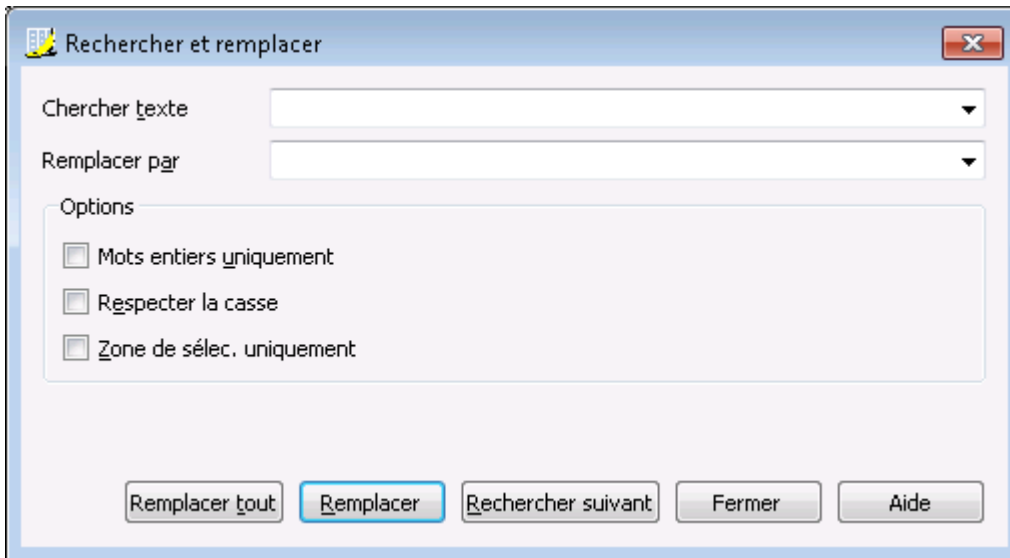 Rechercher et remplacer
Chercher texte
Remplacer par
Options
Mots entiers uniquement
Respecter la casse
Zone de sélec. uniquement
Remplacer tout Remplacer Rechercher suivant Fermer Aide